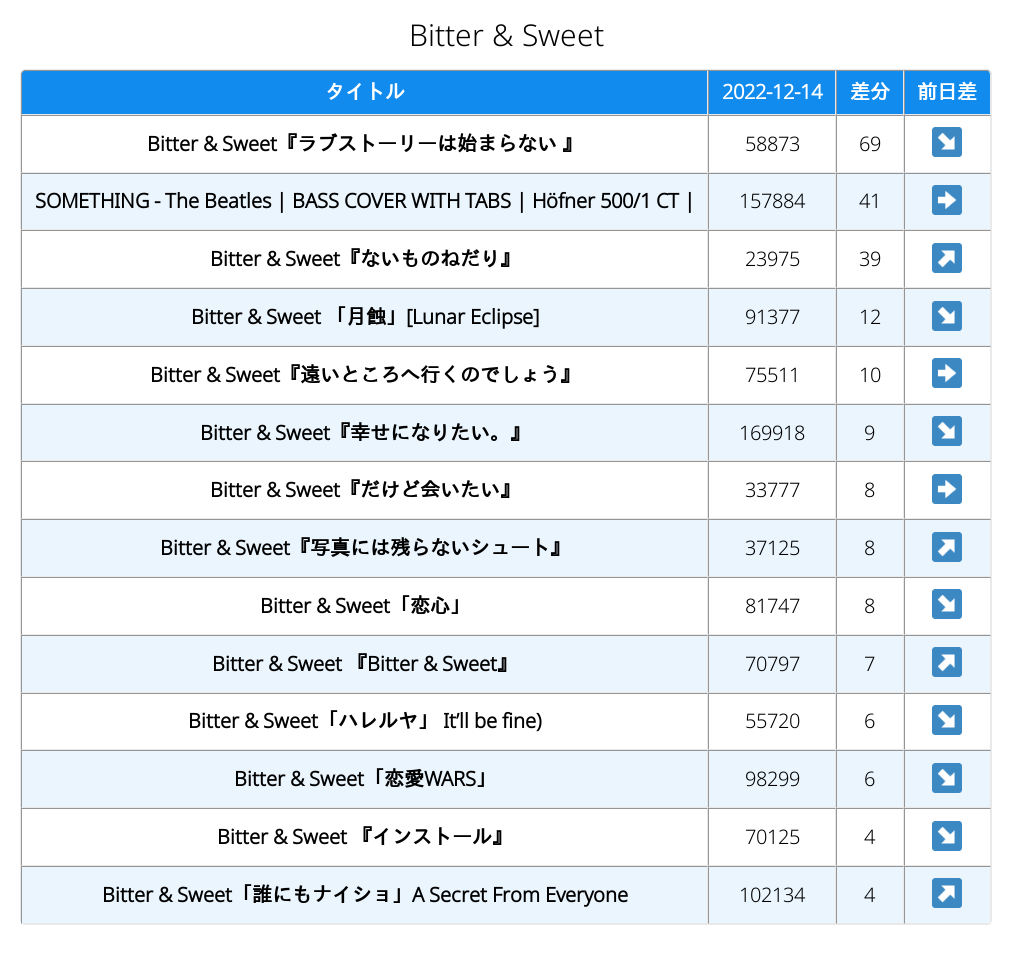 Bitter & Sweet
タイトル 2022-12-14 差分 前日差
Bitter & Sweet『ラブストーリーは始まらない 』 58873 69
SOMETHING - The Beatles | BASS COVER WITH TABS | Höfner 500/1 CT | 157884 41
Bitter & Sweet『ないものねだり』 23975 39
Bitter & Sweet 「月蝕」[Lunar Eclipse] 91377 12
Bitter & Sweet『遠いところへ行くのでしょう』 75511 10
Bitter & Sweet『幸せになりたい。』 169918 9
Bitter & Sweet『だけど会いたい』 33777 8
Bitter & Sweet『写真には残らないシュート』 37125 8
Bitter & Sweet「恋心」 81747 8
Bitter & Sweet 『Bitter & Sweet』 70797 7
Bitter & Sweet「ハレルヤ」 It’ll be fine) 55720 6
Bitter & Sweet「恋愛WARS」 98299 6
Bitter & Sweet 『インストール』 70125 4
Bitter & Sweet「誰にもナイショ」A Secret From Everyone 102134 4